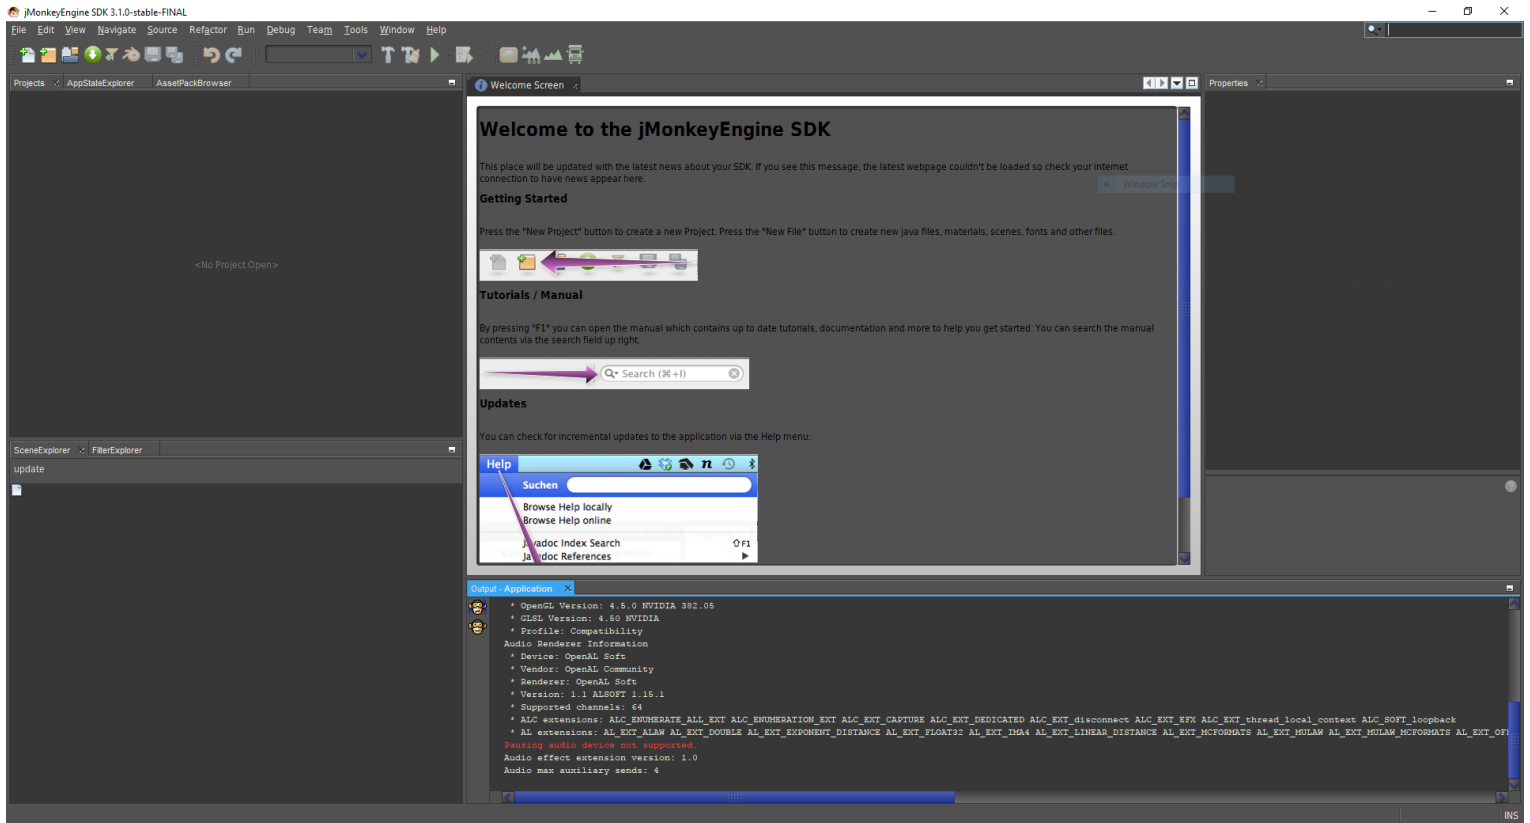 jMonkeyEngine SDK 3.1.0-stable-FINAL
File Edit View Navigate Source Refactor Run Debug Team Tools Window Help
Projects AppStateExplorer AssetPackBrowser
<No Project Open>
SceneExplorer FilterExplorer
update
Welcome Screen
Welcome to the jMonkeyEngine SDK
This place will be updated with the latest news about your SDK. If you see this message, the latest webpage couldn't be loaded so check your internet
connection to have news appear here.
Window Snip
Getting Started
Press the "New Project" button to create a new Project. Press the "New File" button to create new java files, materials, scenes, fonts and other files.
Tutorials / Manual
By pressing "F1" you can open the manual which contains up to date tutorials, documentation and more to help you get started. You can search the manual
contents via the search field up right.
Search (⌘+I)
Updates
You can check for incremental updates to the application via the Help menu:
Help
Suchen
Browse Help locally
Browse Help online
Javadoc Index Search ⇧F1
Javadoc References
Properties
Output - Application
* OpenGL Version: 4.5.0 NVIDIA 382.05
* GLSL Version: 4.50 NVIDIA
* Profile: Compatibility
Audio Renderer Information
* Device: OpenAL Soft
* Vendor: OpenAL Community
* Renderer: OpenAL Soft
* Version: 1.1 ALSOFT 1.15.1
* Supported channels: 64
* ALC extensions: ALC_ENUMERATE_ALL_EXT ALC_ENUMERATION_EXT ALC_EXT_CAPTURE ALC_EXT_DEDICATED ALC_EXT_disconnect ALC_EXT_EFX ALC_EXT_thread_local_context ALC_SOFT_loopback
* AL extensions: AL_EXT_ALAW AL_EXT_DOUBLE AL_EXT_EXPONENT_DISTANCE AL_EXT_FLOAT32 AL_EXT_IMA4 AL_EXT_LINEAR_DISTANCE AL_EXT_MCFORMATS AL_EXT_MULAW AL_EXT_MULAW_MCFORMATS AL_EXT_OF
Pausing audio device not supported.
Audio effect extension version: 1.0
Audio max auxiliary sends: 4
INS